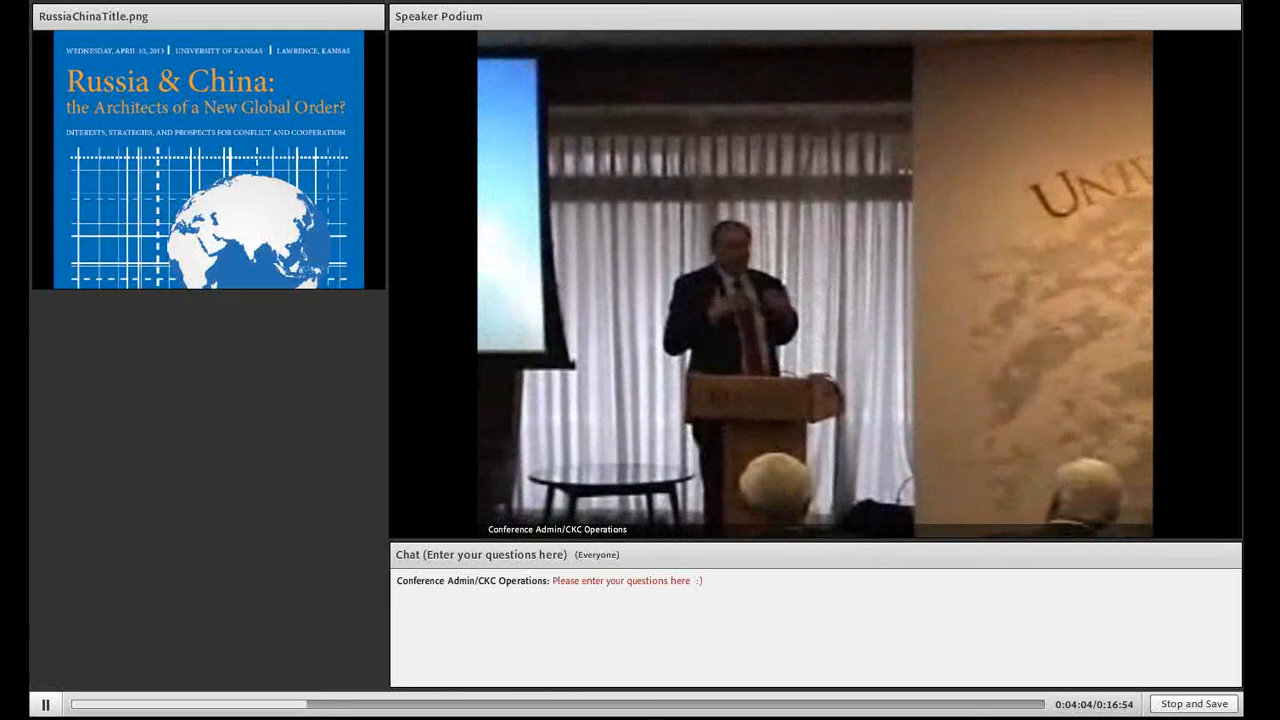 RussiaChinaTitle.png
WEDNESDAY, APRIL 10, 2013 | UNIVERSITY OF KANSAS | LAWRENCE, KANSAS
Russia & China:
the Architects of a New Global Order?
INTERESTS, STRATEGIES, AND PROSPECTS FOR CONFLICT AND COOPERATION
Speaker Podium
UNIV
Conference Admin/CKC Operations
Chat (Enter your questions here) (Everyone)
Conference Admin/CKC Operations: Please enter your questions here :)
0:04:04/0:16:54
Stop and Save